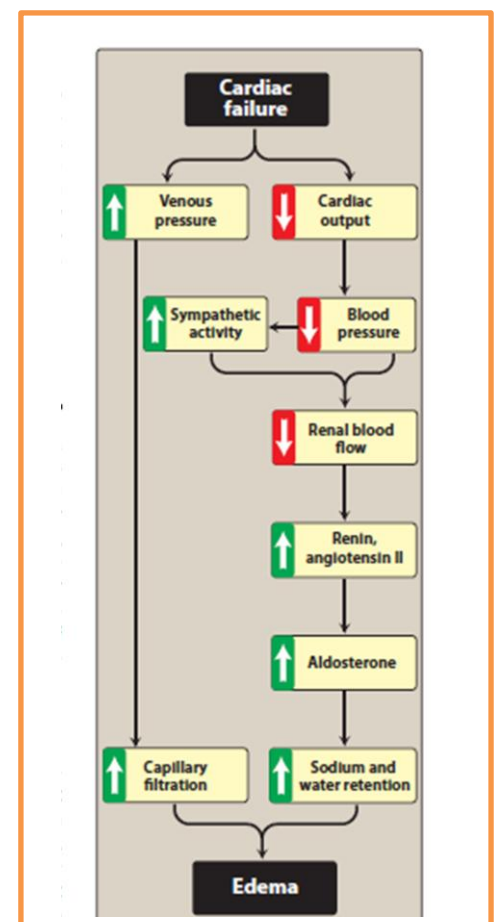 Cardiac
failure
Venous
pressure
Cardiac
output
Sympathetic
activity
Blood
pressure
Renal blood
flow
Renin,
angiotensin II
Aldosterone
Capillary
filtration
Sodium and
water retention
Edema